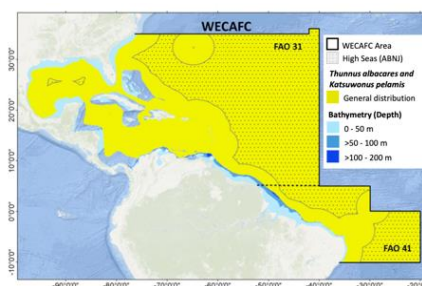 WECAFC
FAO 31
WECAFC Area
High Seas (ABNJ)
Thunnus albacares and
Katsuwonus pelamis
General distribution
Bathymetry (Depth)
0 - 50 m
>50 - 100 m
>100 - 200 m
FAO 41
30°0'0"
20°0'0"
10°0'0"
0°0'0"
-10°0'0"